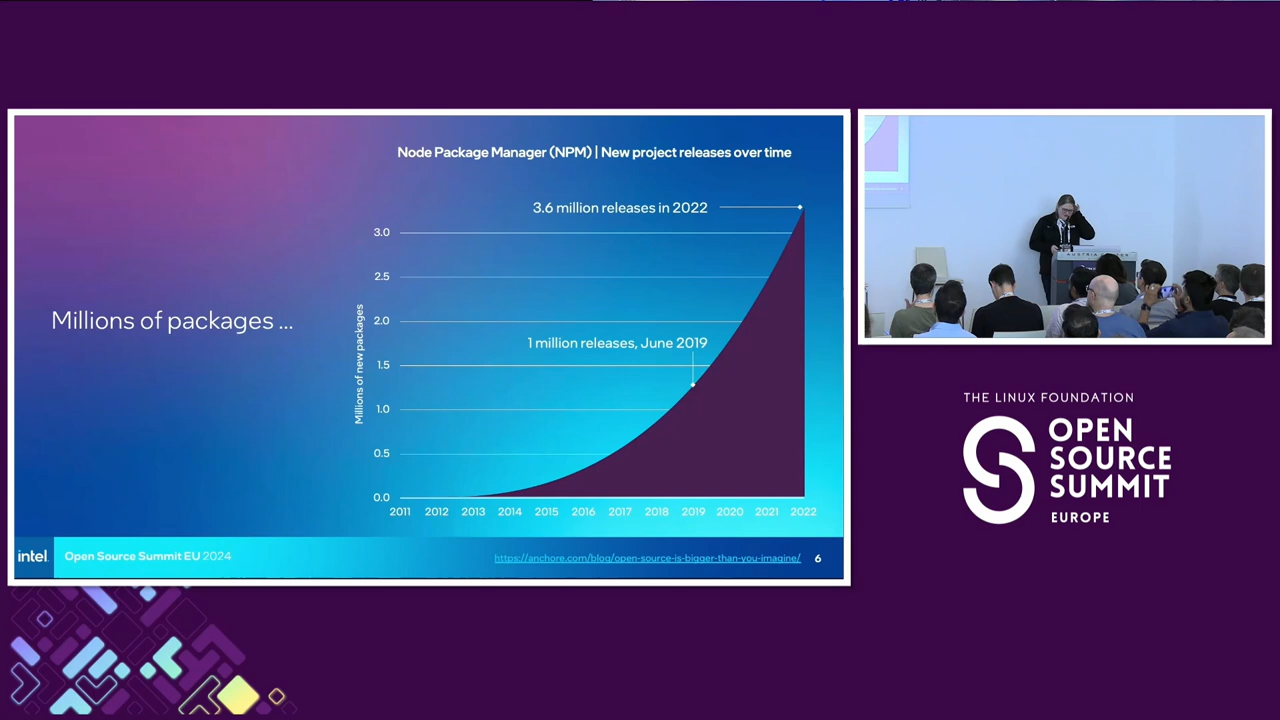 Node Package Manager (NPM) | New project releases over time
3.6 million releases in 2022
3.0
2.5
2.0
1 million releases, June 2019
1.5
1.0
0.5
0.0
Millions of new packages
2011 2012 2013 2014 2015 2016 2017 2018 2019 2020 2021 2022
Millions of packages ...
intel.
Open Source Summit EU 2024
https://anchore.com/blog/open-source-is-bigger-than-you-imagine/
6
THE LINUX FOUNDATION
OPEN
SOURCE
SUMMIT
EUROPE